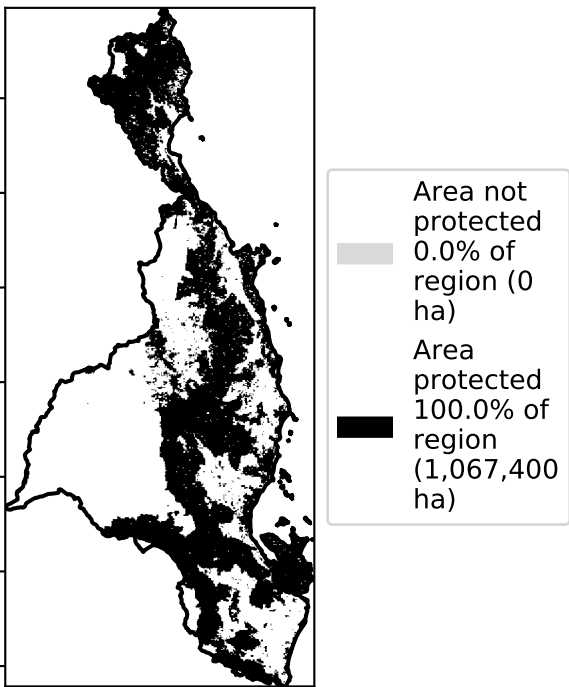 Area not
protected
0.0% of
region (0
ha)
Area
protected
100.0% of
region
(1,067,400
ha)